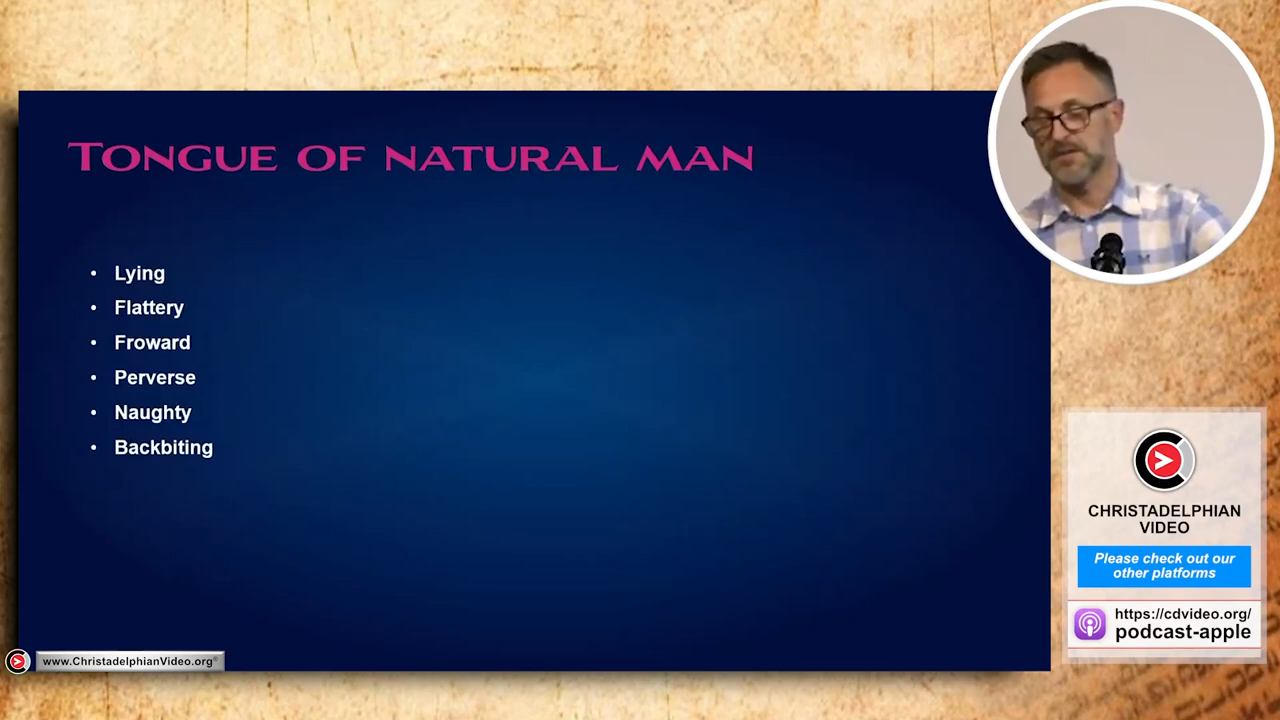 TONGUE OF NATURAL MAN
• Lying
• Flattery
• Froward
• Perverse
• Naughty
• Backbiting
CHRISTADELPHIAN
VIDEO
Please check out our
other platforms
https://cdvideo.org/
podcast-apple
www.ChristadelphianVideo.org®